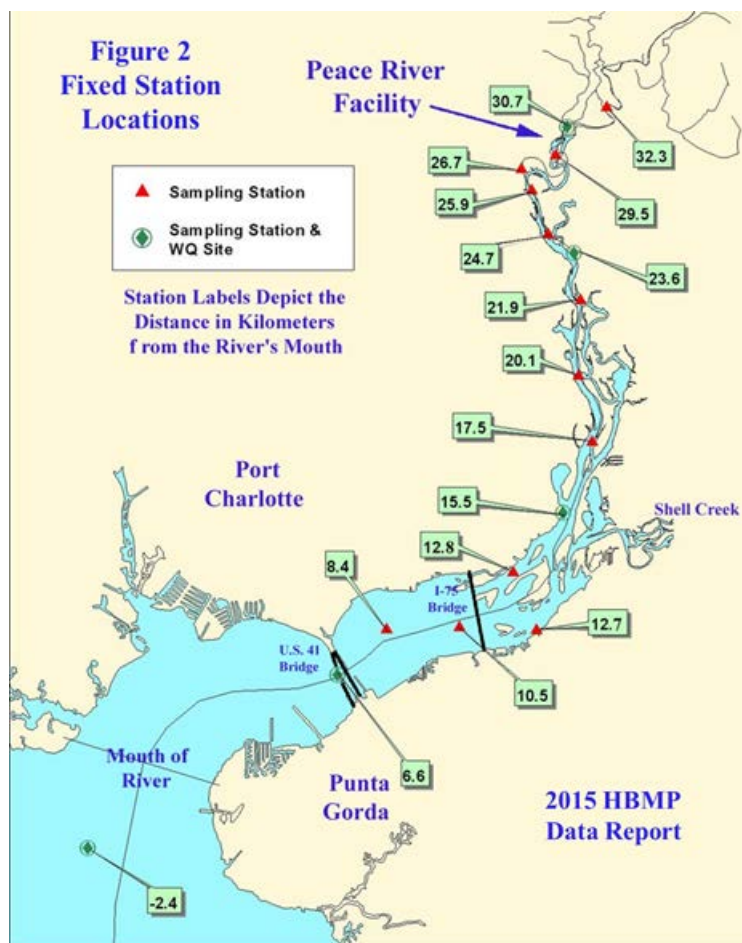 Figure 2
Fixed Station
Locations
Peace River
Facility
Sampling Station
Sampling Station &
WQ Site
Station Labels Depict the
Distance in Kilometers
f rom the River's Mouth
30.7
32.3
26.7
25.9
29.5
24.7
23.6
21.9
20.1
17.5
Port
Charlotte
15.5
Shell Creek
12.8
8.4
I-75
Bridge
12.7
U.S. 41
Bridge
10.5
6.6
Mouth of
River
Punta
Gorda
2015 HBMP
Data Report
-2.4